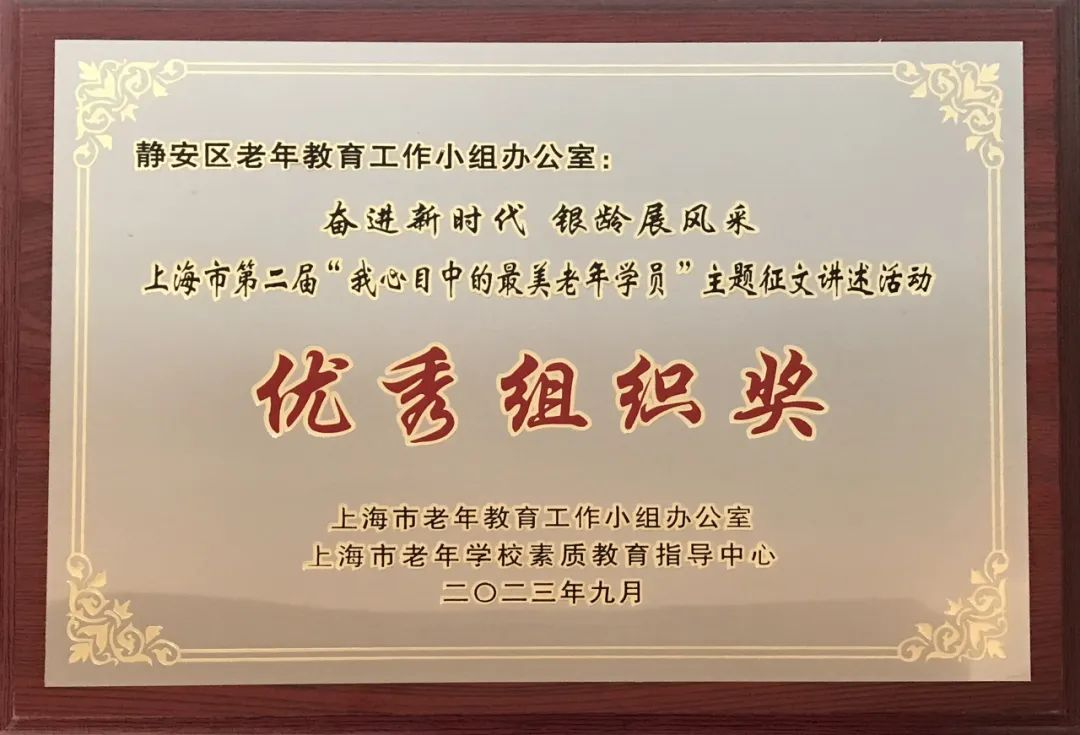 静安区老年教育工作小组办公室：
奋进新时代 银龄展风采
上海市第二届“我心目中的最美老年学员”主题征文讲述活动
优秀组织奖
上海市老年教育工作小组办公室
上海市老年学校素质教育指导中心
二〇二三年九月